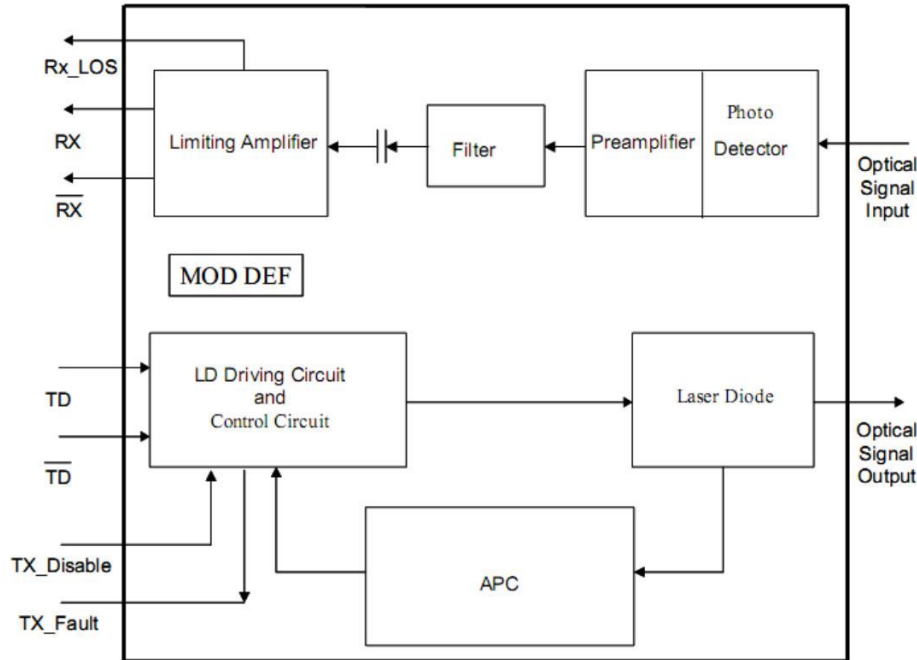 Rx_LOS
RX
RX
Limiting Amplifier
Filter
Preamplifier
Photo
Detector
Optical
Signal
Input
MOD DEF
TD
TD
LD Driving Circuit
and
Control Circuit
Laser Diode
Optical
Signal
Output
APC
TX_Disable
TX_Fault